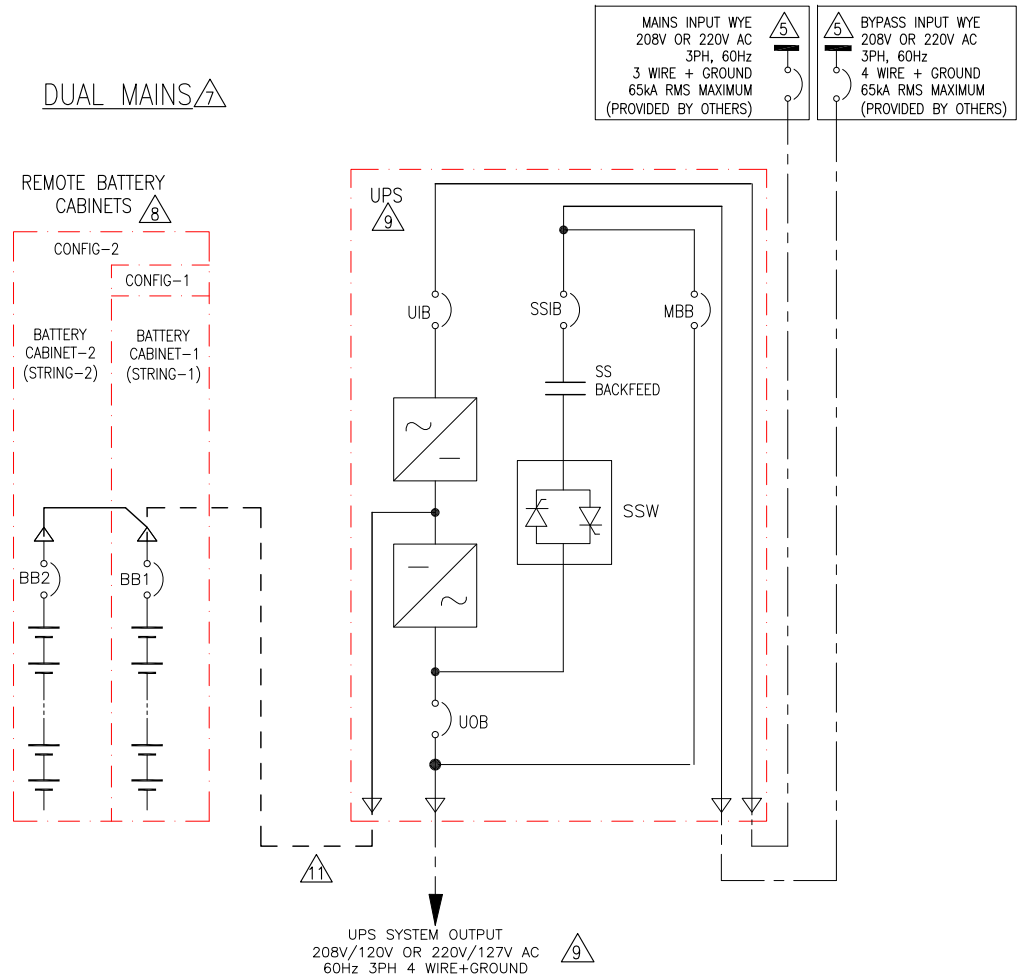 MAINS INPUT WYE
208V OR 220V AC
3PH, 60Hz
3 WIRE + GROUND
65kA RMS MAXIMUM
(PROVIDED BY OTHERS)
5
5
BYPASS INPUT WYE
208V OR 220V AC
3PH, 60Hz
4 WIRE + GROUND
65kA RMS MAXIMUM
(PROVIDED BY OTHERS)
DUAL MAINS 7
REMOTE BATTERY
CABINETS 8
CONFIG-2
CONFIG-1
BATTERY
CABINET-2
(STRING-2)
BATTERY
CABINET-1
(STRING-1)
BB2
BB1
UPS
9
UIB
SSIB
MBB
SS
BACKFEED
SSW
UOB
11
UPS SYSTEM OUTPUT
208V/120V OR 220V/127V AC
60Hz 3PH 4 WIRE+GROUND
9